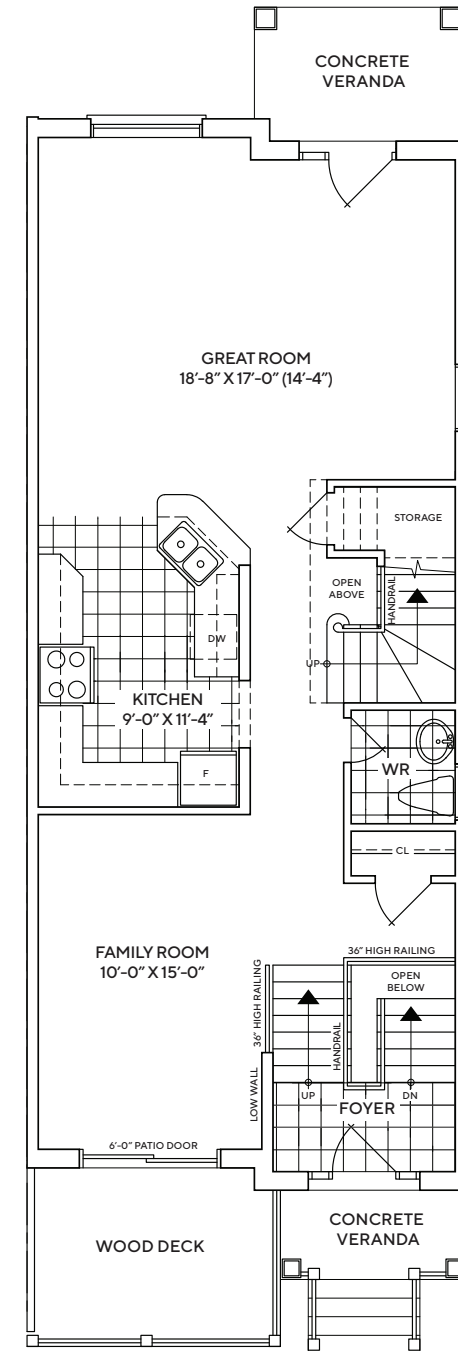 CONCRETE
VERANDA
GREAT ROOM
18'-8" X 17'-0" (14'-4")
STORAGE
OPEN
ABOVE
HANDRAIL
UP
DW
KITCHEN
9'-0" X 11'-4"
F
WR
CL
FAMILY ROOM
10'-0" X 15'-0"
36" HIGH RAILING
36" HIGH RAILING
OPEN
BELOW
HANDRAIL
LOW WALL
UP
DN
FOYER
6'-0" PATIO DOOR
WOOD DECK
CONCRETE
VERANDA